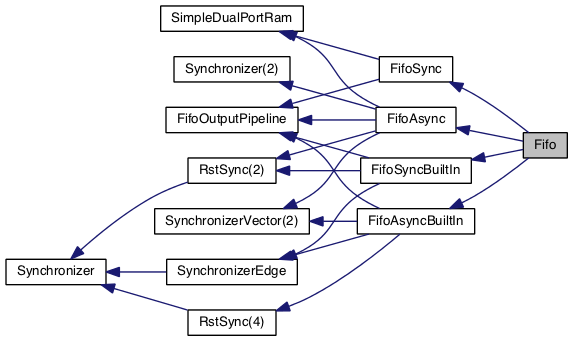 SimpleDualPortRam
FifoSync
Synchronizer(2)
FifoOutputPipeline
FifoAsync
Fifo
RstSync(2)
FifoSyncBuiltIn
SynchronizerVector(2)
FifoAsyncBuiltIn
Synchronizer
SynchronizerEdge
RstSync(4)